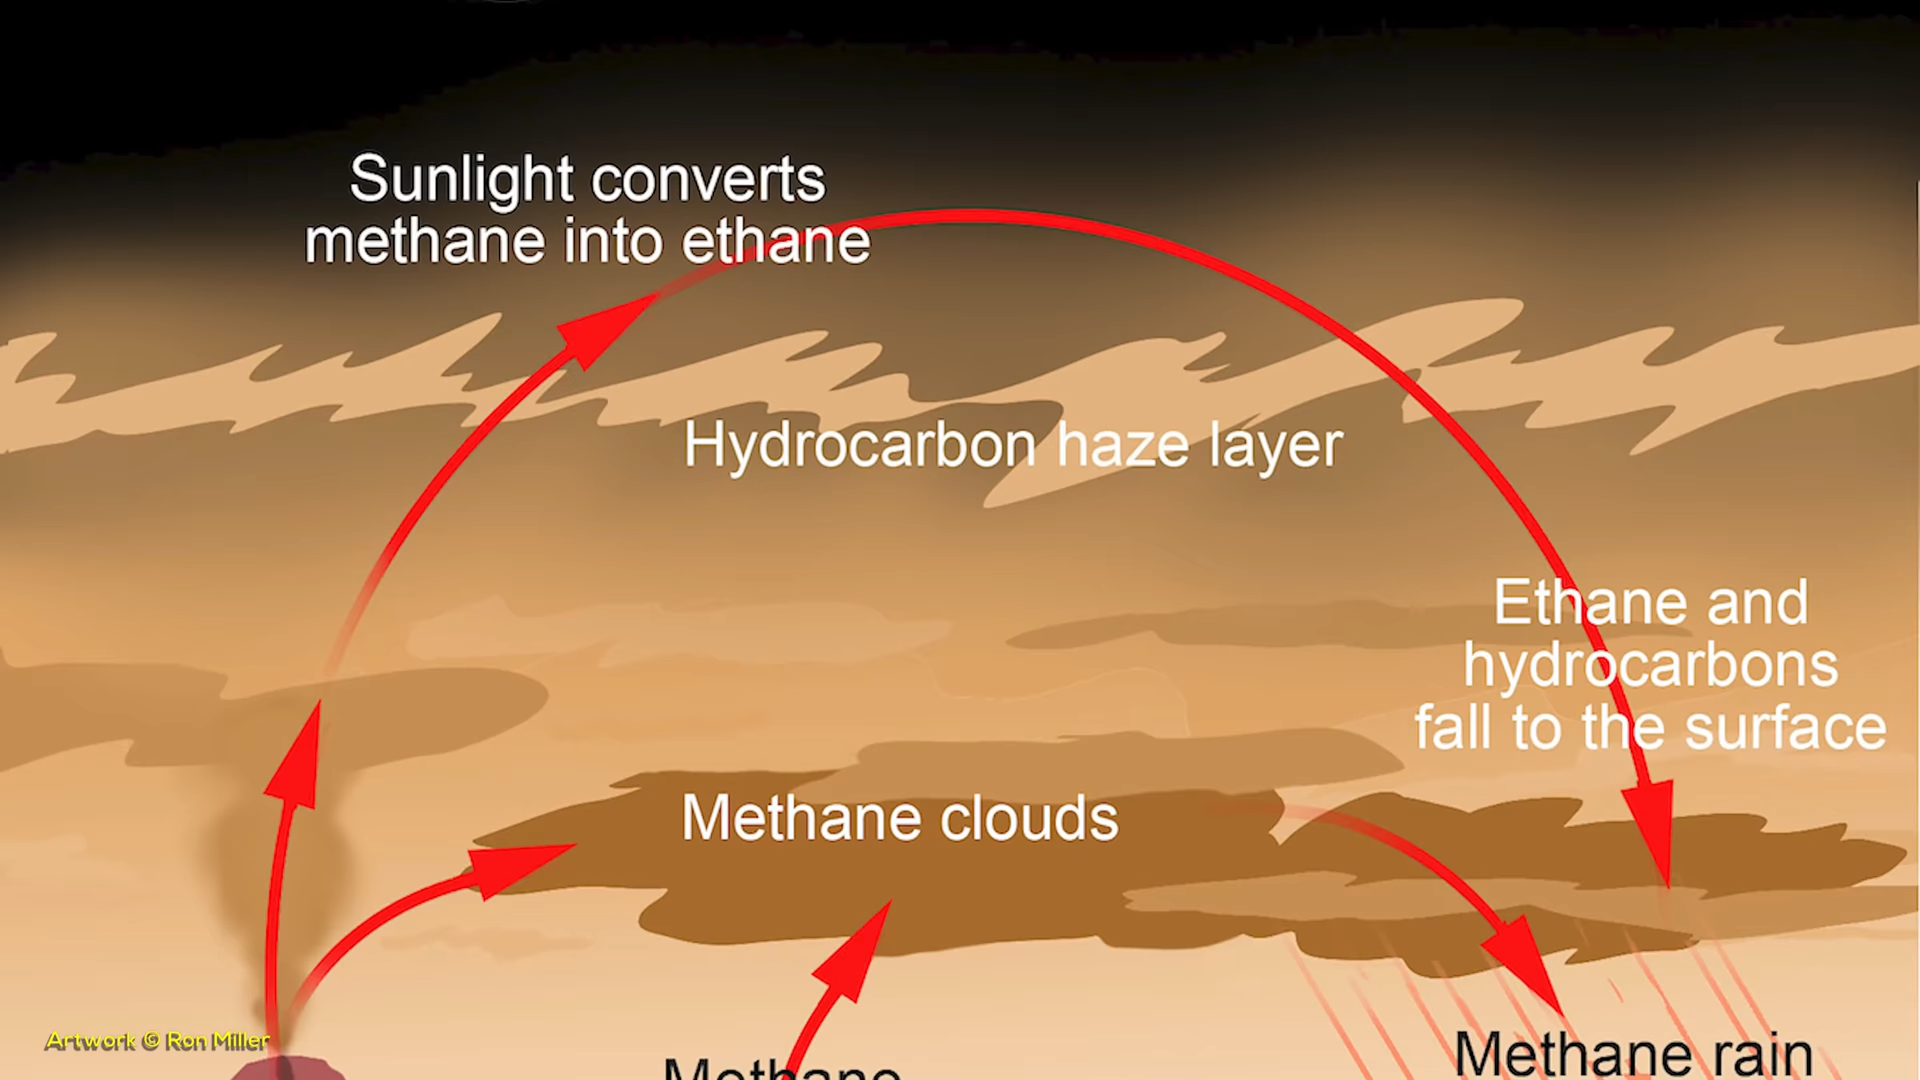 Sunlight converts
methane into ethane
Hydrocarbon haze layer
Ethane and
hydrocarbons
fall to the surface
Methane clouds
Artwork © Ron Miller
Methane rain
Methane